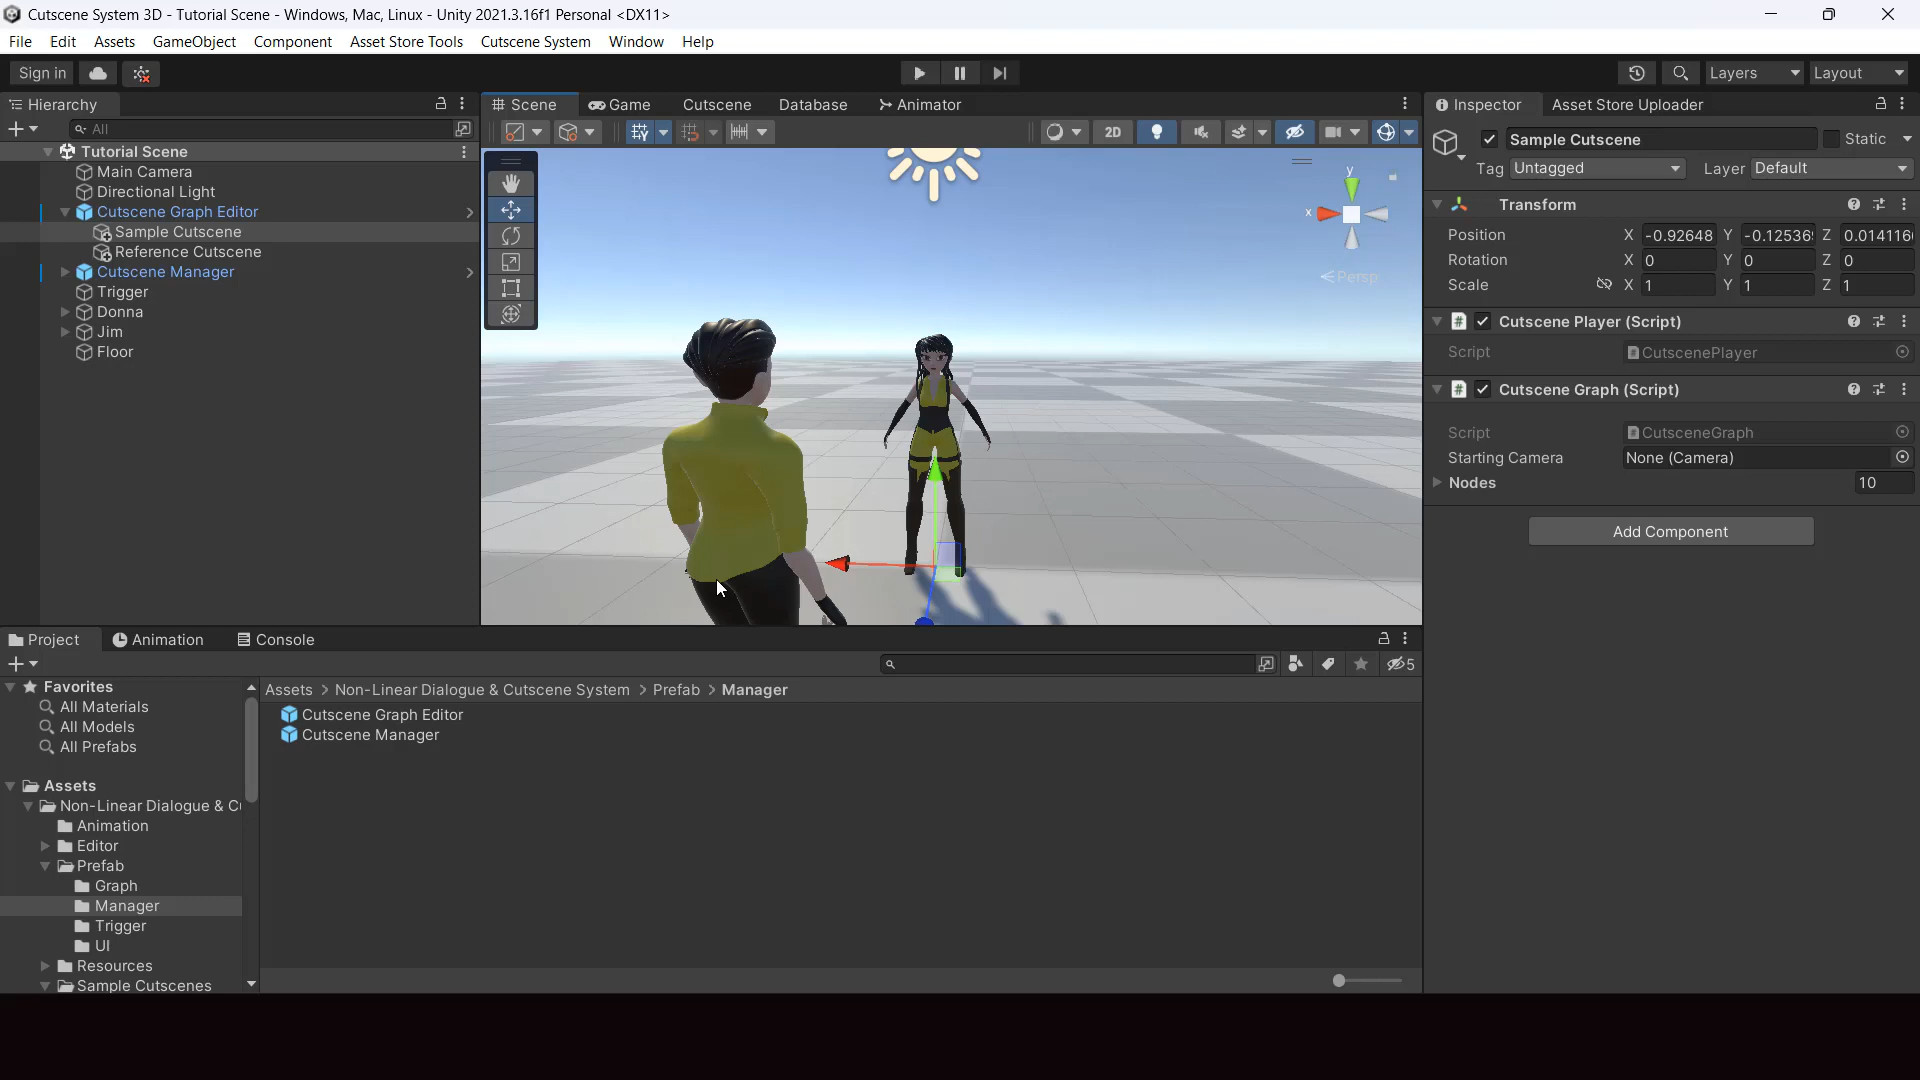 Cutscene System 3D - Tutorial Scene - Windows, Mac, Linux - Unity 2021.3.16f1 Personal <DX11>
File Edit Assets GameObject Component Asset Store Tools Cutscene System Window Help
Sign in
Layers Layout
Hierarchy
All
Tutorial Scene
Main Camera
Directional Light
Cutscene Graph Editor
Sample Cutscene
Reference Cutscene
Cutscene Manager
Trigger
Donna
Jim
Floor
Scene Game Cutscene Database Animator
2D
y
x
Persp
Inspector Asset Store Uploader
Sample Cutscene Static
Tag Untagged Layer Default
Transform
Position X -0.92648 Y -0.12536 Z 0.014116
Rotation X 0 Y 0 Z 0
Scale X 1 Y 1 Z 1
Cutscene Player (Script)
Script CutscenePlayer
Cutscene Graph (Script)
Script CutsceneGraph
Starting Camera None (Camera)
Nodes 10
Add Component
Project Animation Console
5
Favorites
All Materials
All Models
All Prefabs
Assets
Non-Linear Dialogue & C
Animation
Editor
Prefab
Graph
Manager
Trigger
UI
Resources
Sample Cutscenes
Assets > Non-Linear Dialogue & Cutscene System > Prefab > Manager
Cutscene Graph Editor
Cutscene Manager